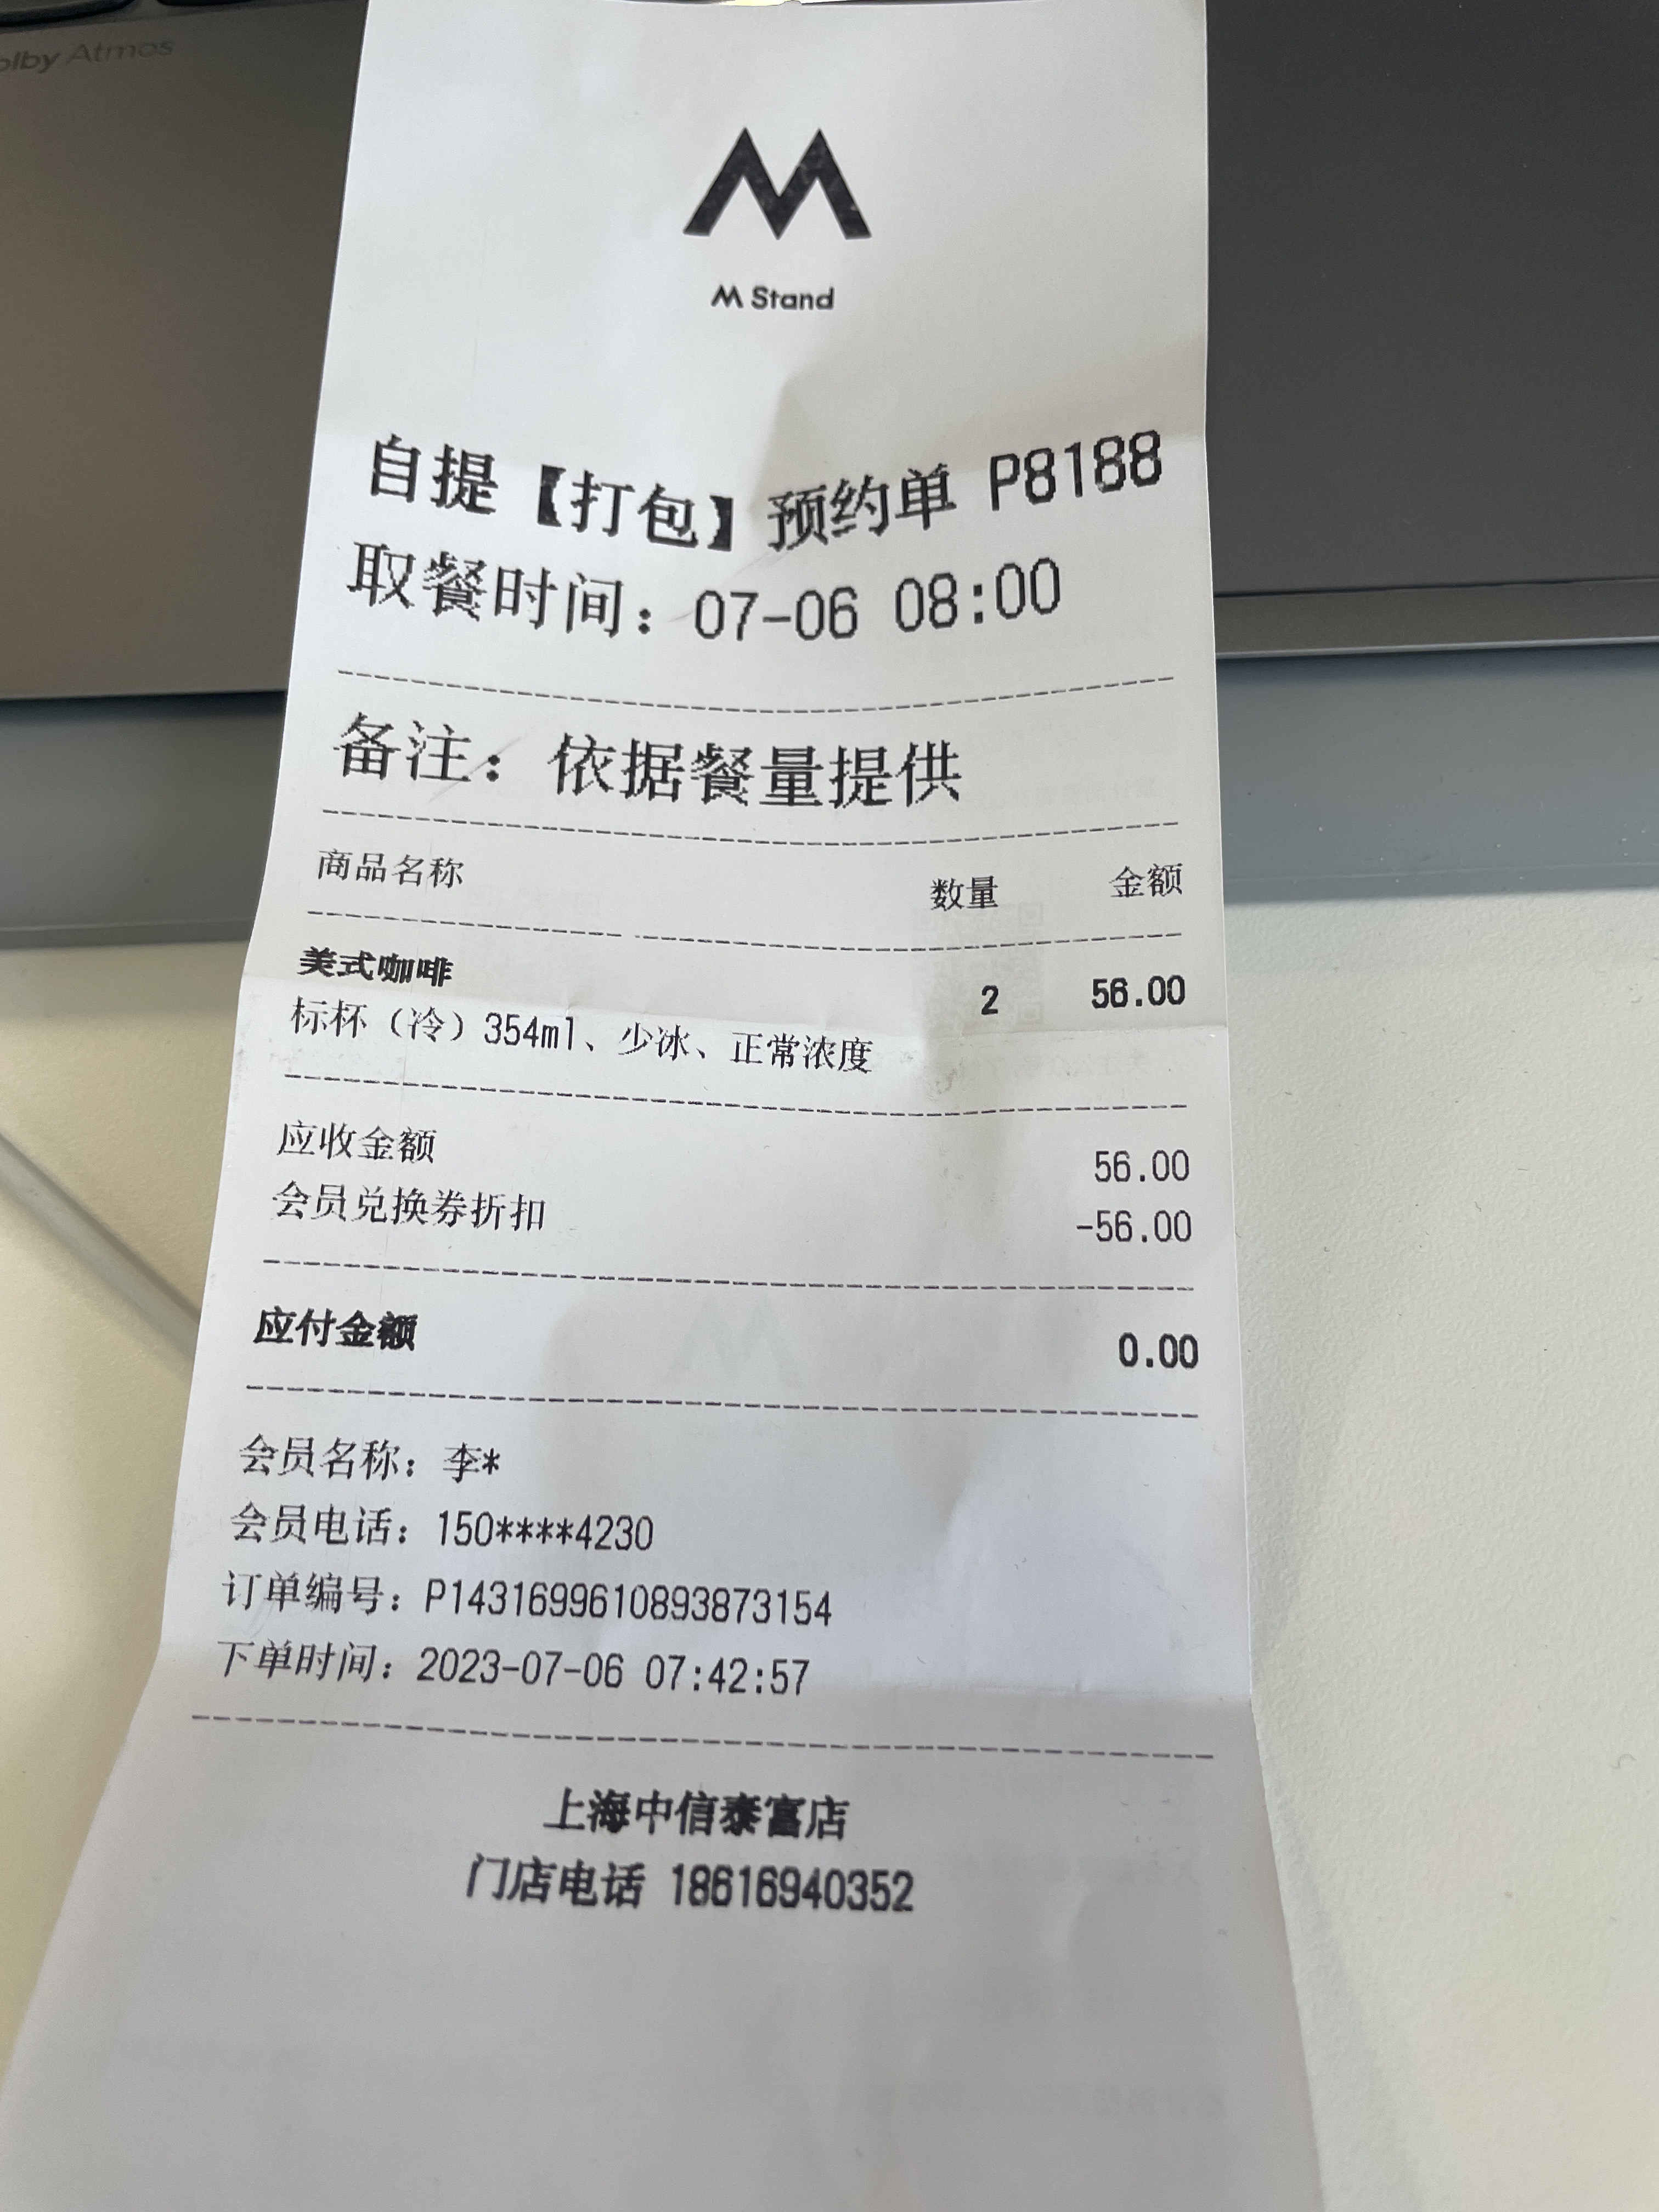 Dolby Atmos
M Stand
自提【打包】预约单 P8188
取餐时间：07-06 08:00
备注：依据餐量提供
商品名称 数量 金额
美式咖啡 2 56.00
标杯（冷）354ml、少冰、正常浓度
应收金额 56.00
会员兑换券折扣 -56.00
应付金额 0.00
会员名称：李*
会员电话：150****4230
订单编号：P1431699610893873154
下单时间：2023-07-06 07:42:57
上海中信泰富店
门店电话 18616940352